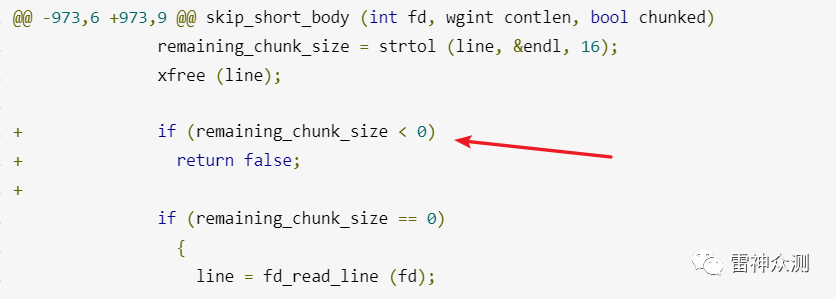 @@ -973,6 +973,9 @@ skip_short_body (int fd, wgint contlen, bool chunked)
remaining_chunk_size = strtol (line, &endl, 16);
xfree (line);
+ if (remaining_chunk_size < 0)
+ return false;
+
if (remaining_chunk_size == 0)
{
line = fd_read_line (fd);
雷神众测